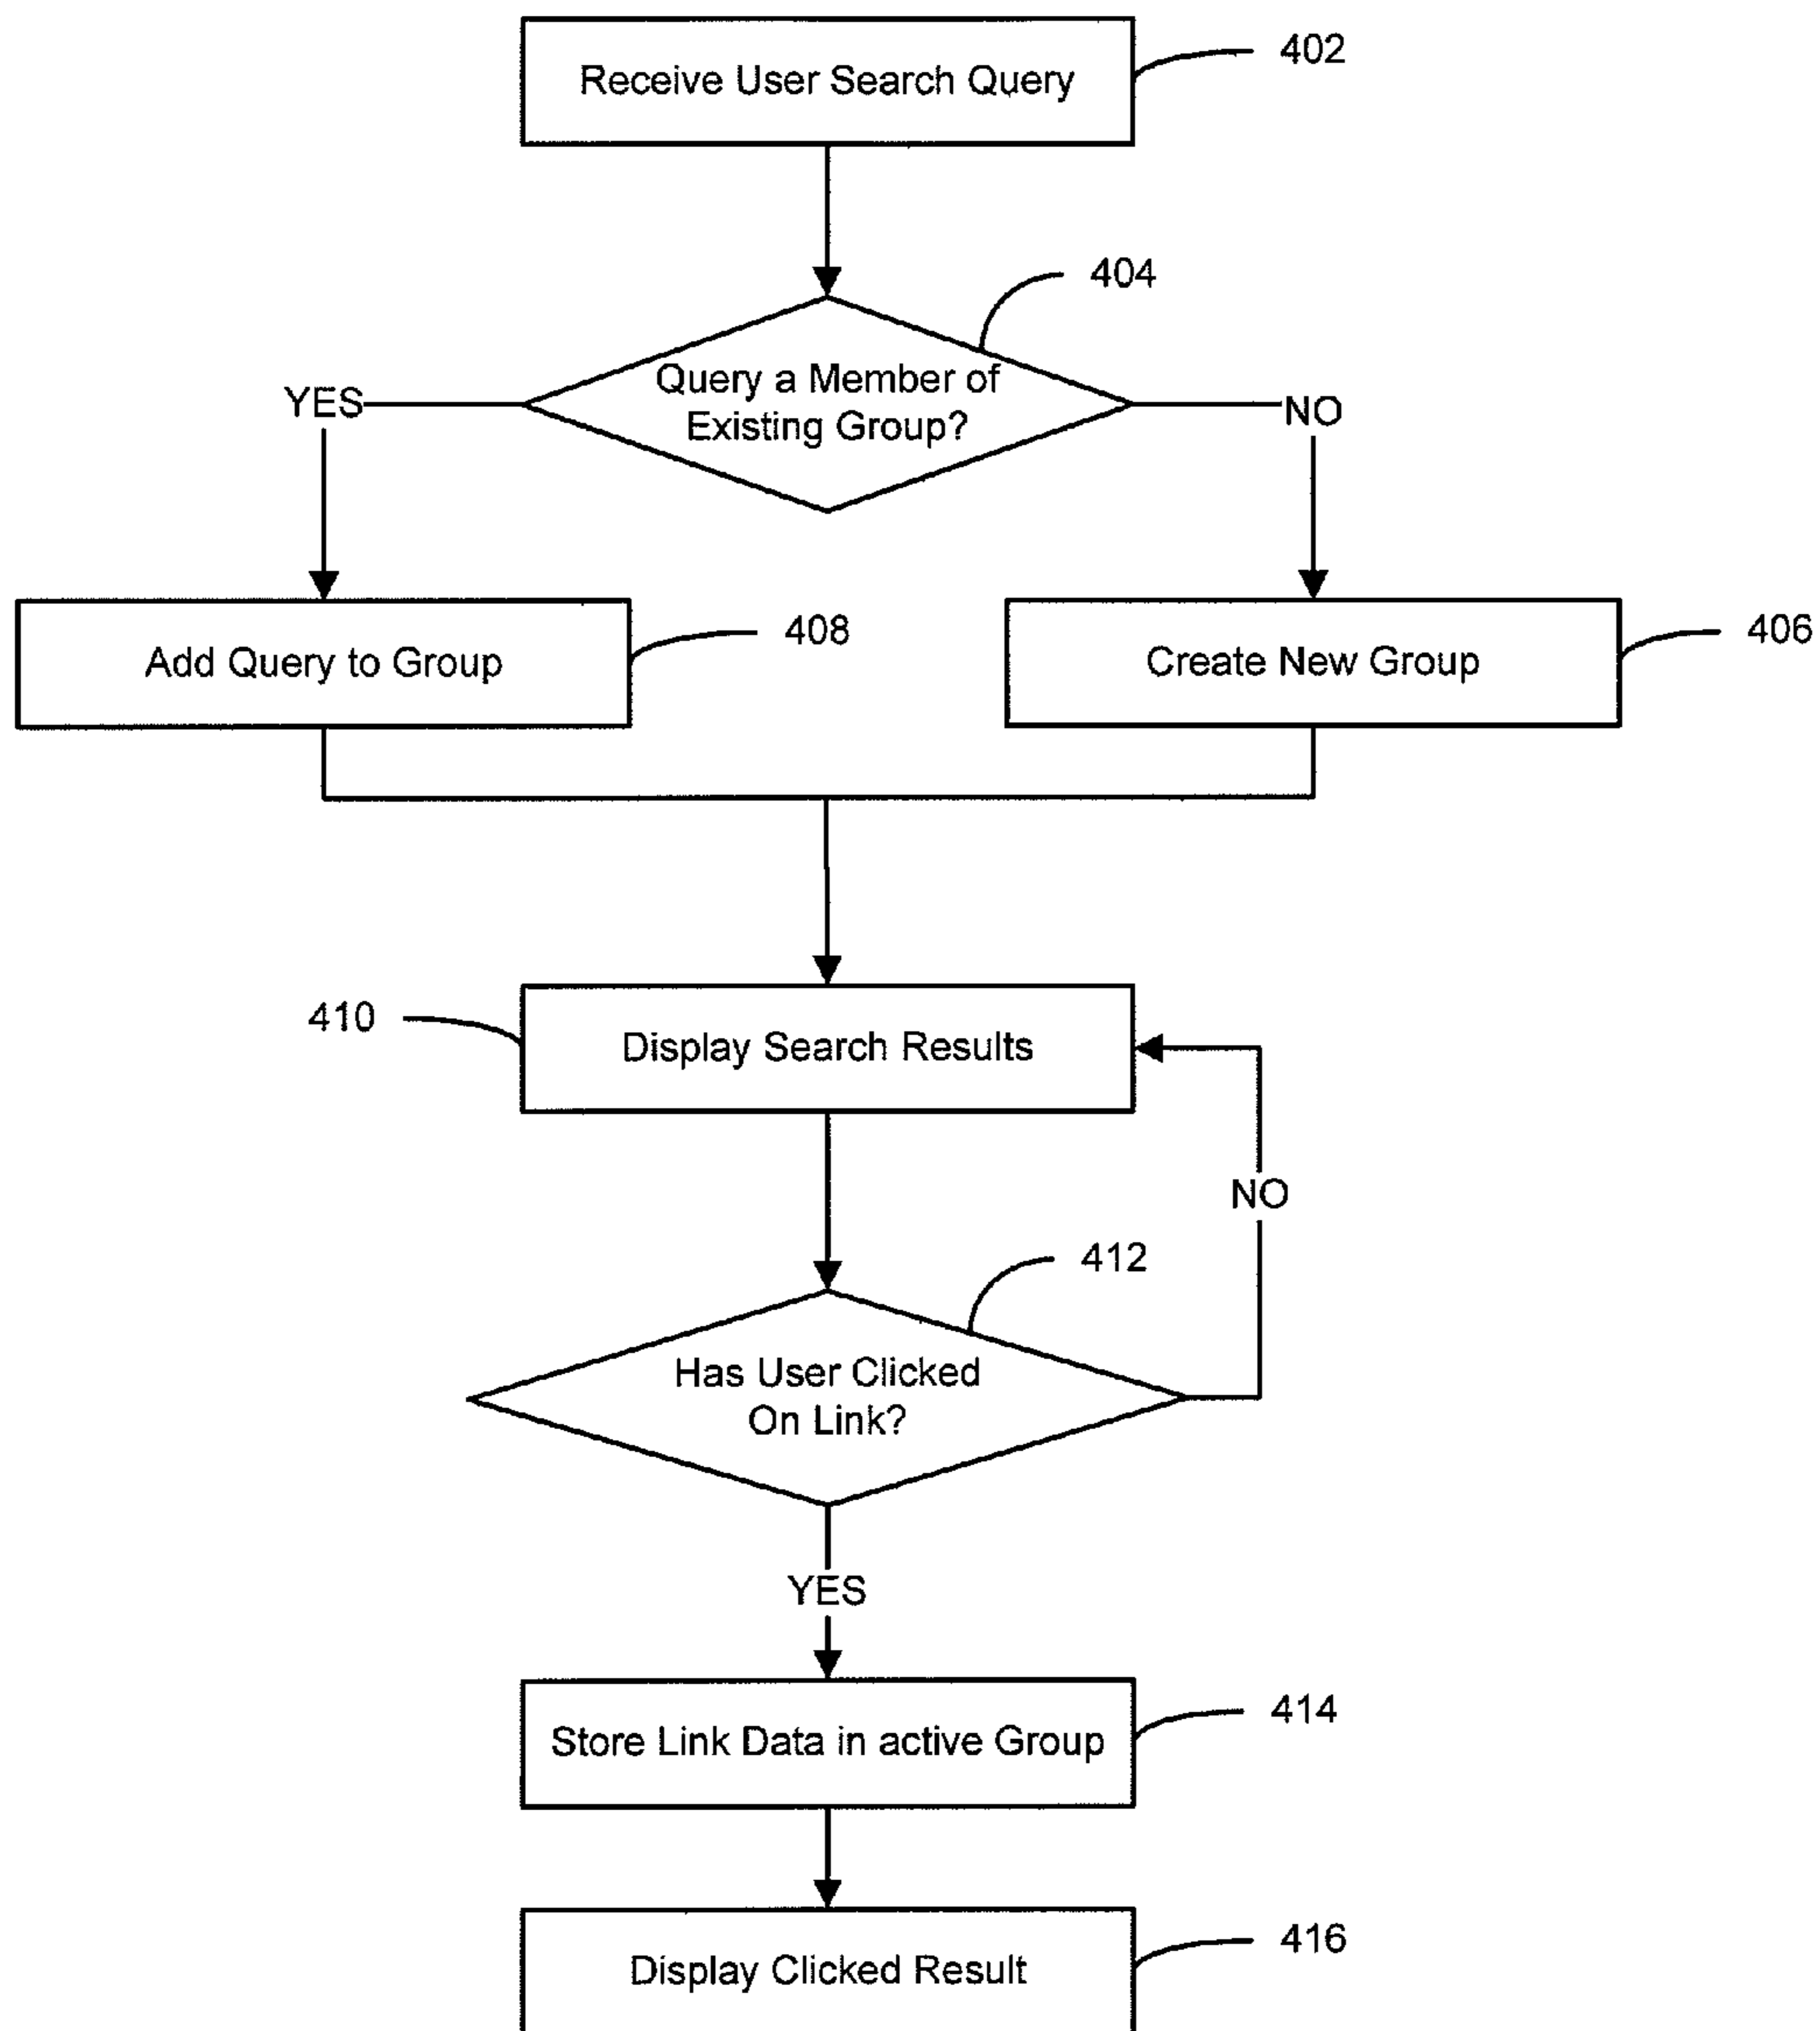 Receive User Search Query
402
404
Query a Member of
Existing Group?
YES
NO
Add Query to Group
408
Create New Group
406
410
Display Search Results
NO
412
Has User Clicked
On Link?
YES
Store Link Data in active Group
414
Display Clicked Result
416